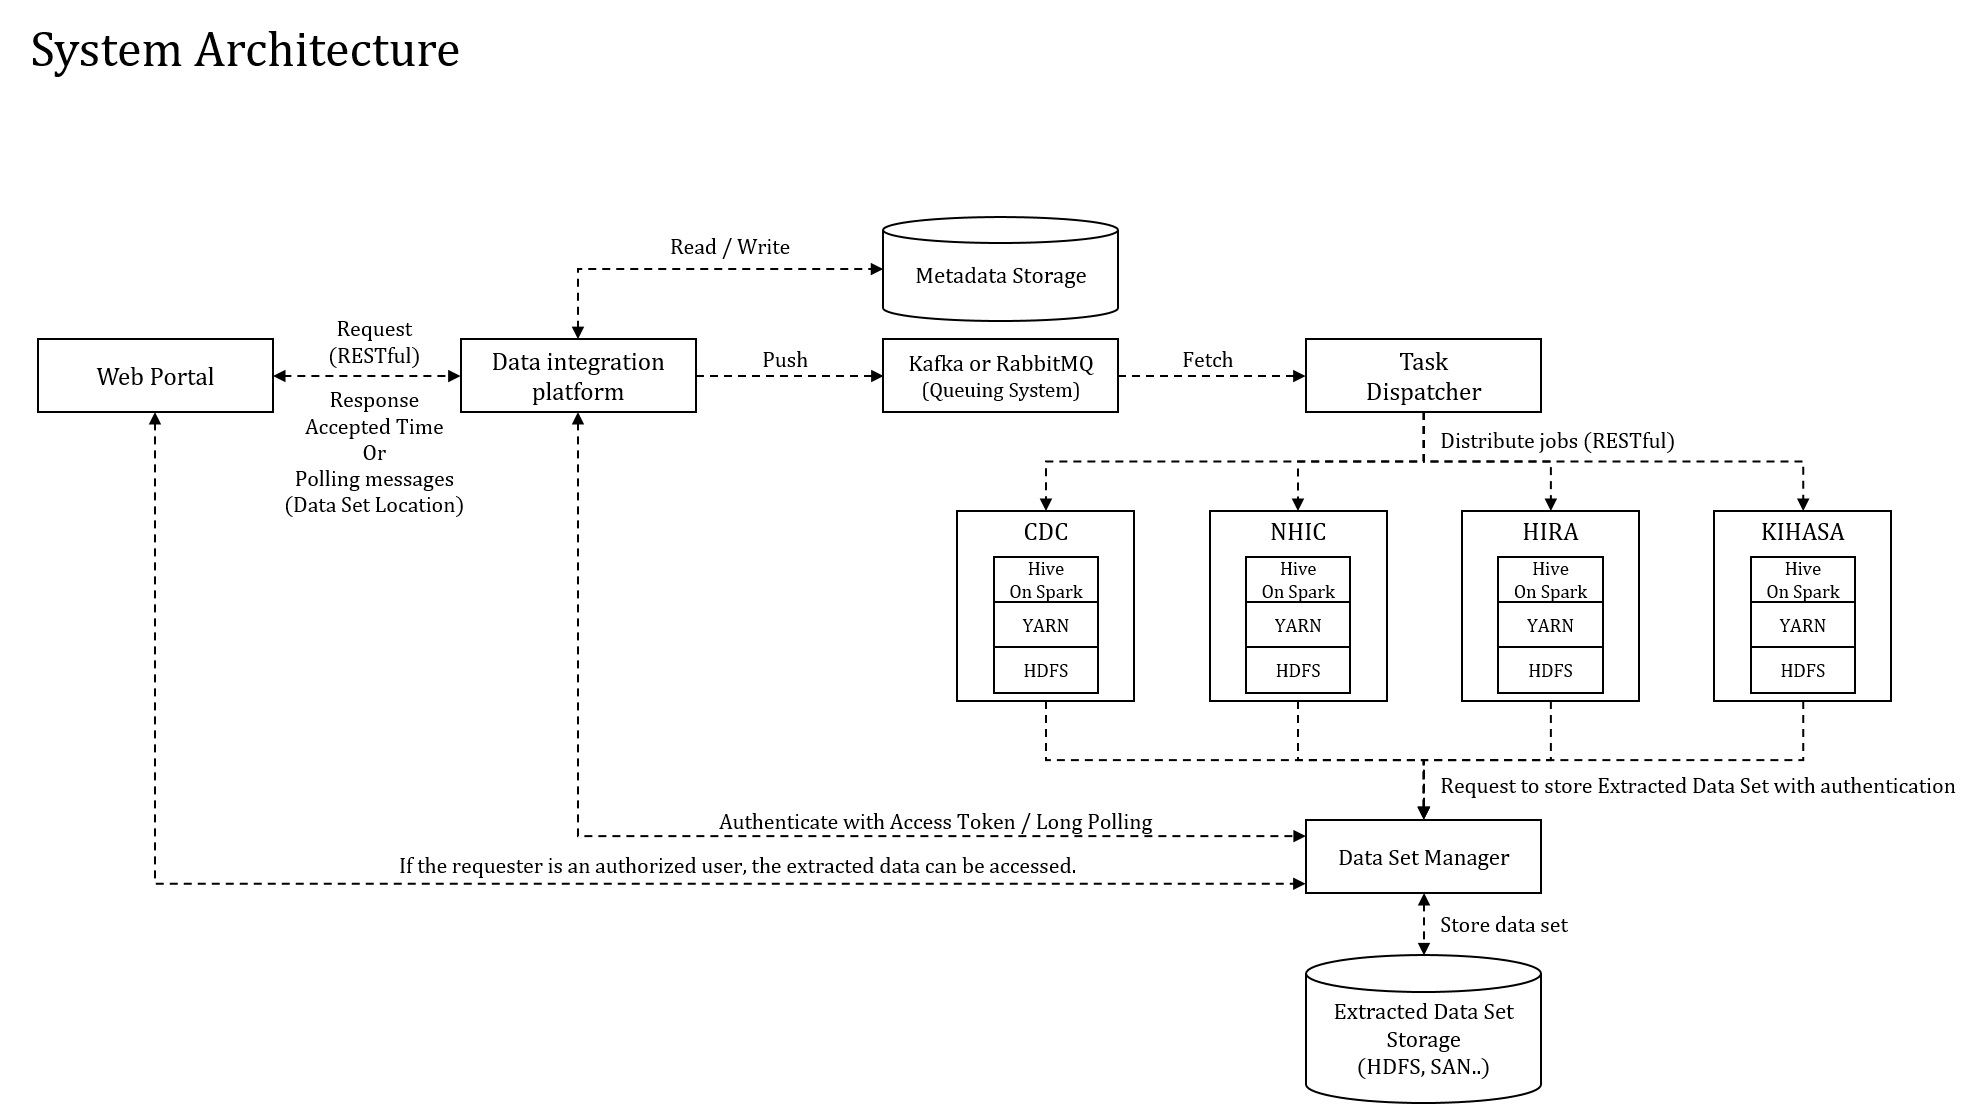 System Architecture
Read / Write
Metadata Storage
Web Portal
Request
(RESTful)
Response
Accepted Time
Or
Polling messages
(Data Set Location)
Data integration
platform
Push
Kafka or RabbitMQ
(Queuing System)
Fetch
Task
Dispatcher
Distribute jobs (RESTful)
CDC
Hive
On Spark
YARN
HDFS
NHIC
Hive
On Spark
YARN
HDFS
HIRA
Hive
On Spark
YARN
HDFS
KIHASA
Hive
On Spark
YARN
HDFS
Request to store Extracted Data Set with authentication
Authenticate with Access Token / Long Polling
If the requester is an authorized user, the extracted data can be accessed.
Data Set Manager
Store data set
Extracted Data Set
Storage
(HDFS, SAN..)